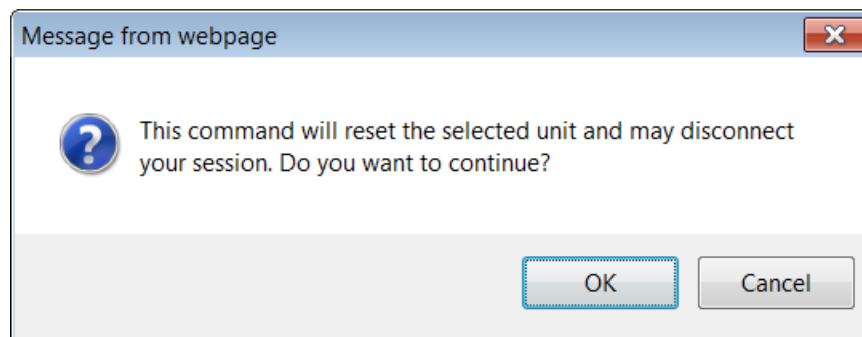 Message from webpage
This command will reset the selected unit and may disconnect
your session. Do you want to continue?
OK
Cancel